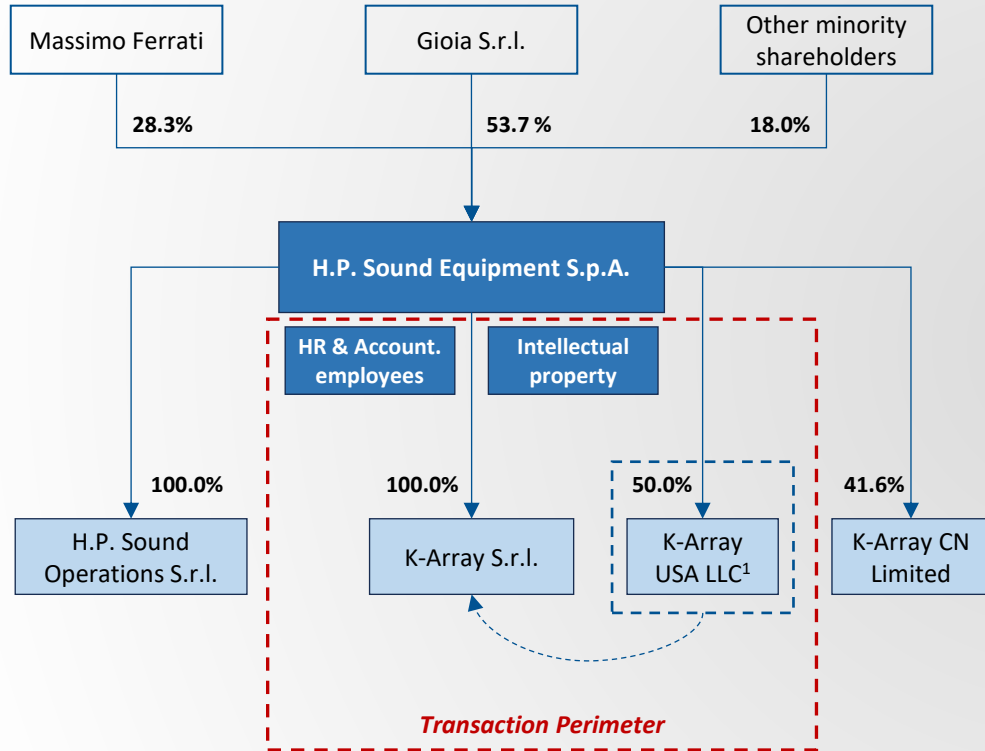 Massimo Ferrati
Gioia S.r.l.
Other minority
shareholders
28.3%
53.7 %
18.0%
H.P. Sound Equipment S.p.A.
HR & Account.
employees
Intellectual
property
100.0%
100.0%
50.0%
41.6%
H.P. Sound
Operations S.r.l.
K-Array S.r.l.
K-Array
USA LLC¹
K-Array CN
Limited
Transaction Perimeter